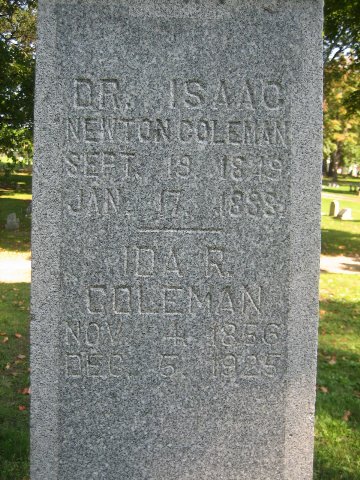 DR. ISAAC
NEWTON COLEMAN
SEPT. 19. 1849
JAN. 17. 1898.
IDA R.
COLEMAN
NOV. 4. 1856
DEC. 5. 1925